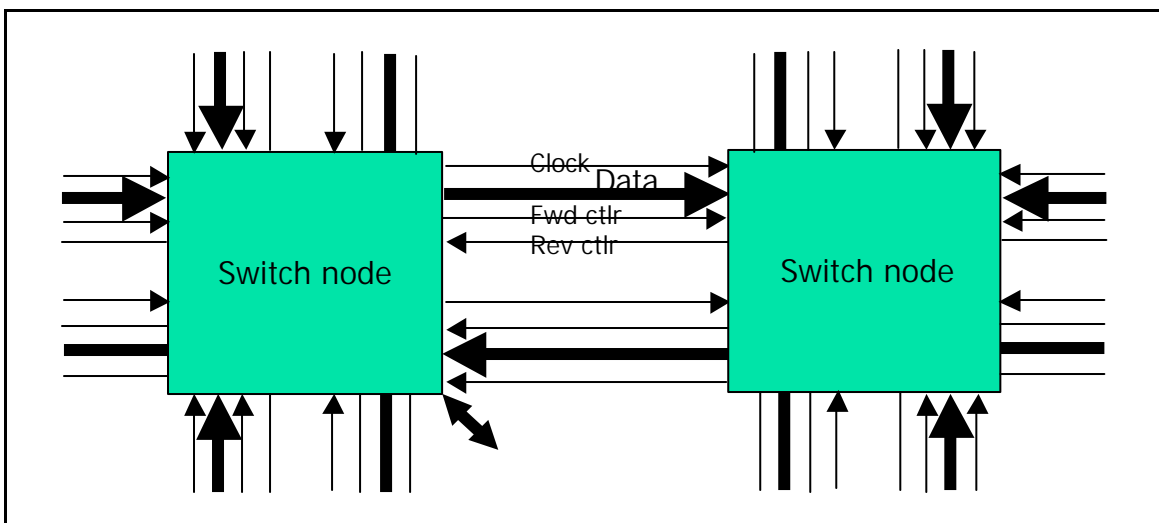 Clock
Data
Fwd ctlr
Rev ctlr
Switch node
Switch node